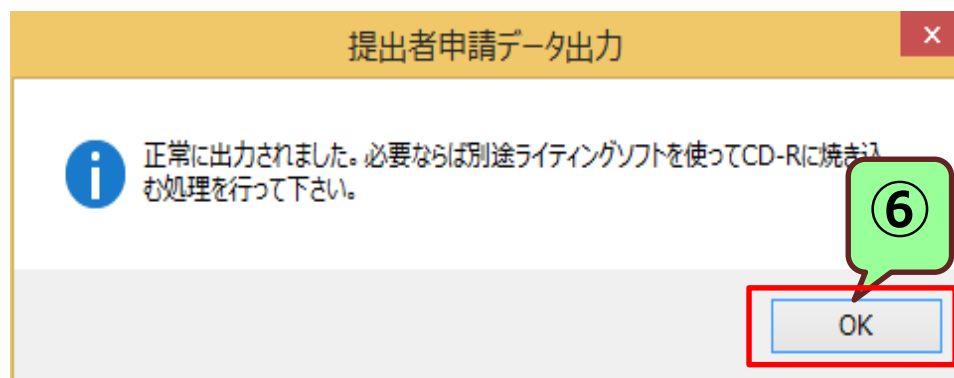 提出者申請データ出力
正常に出力されました。必要ならば別途ライティングソフトを使ってCD-Rに焼き込
む処理を行って下さい。
⑥
OK